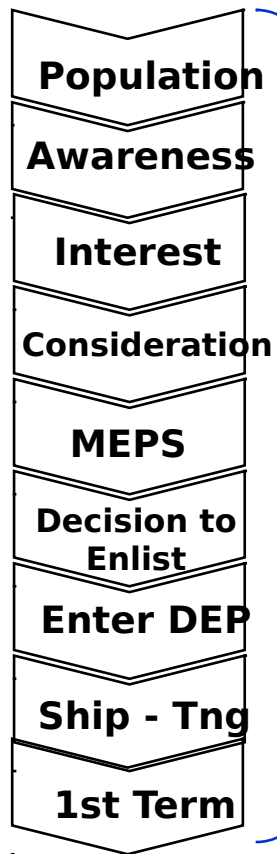 Population
Awareness
Interest
Consideration
MEPS
Decision to
Enlist
Enter DEP
Ship - Tng
1st Term